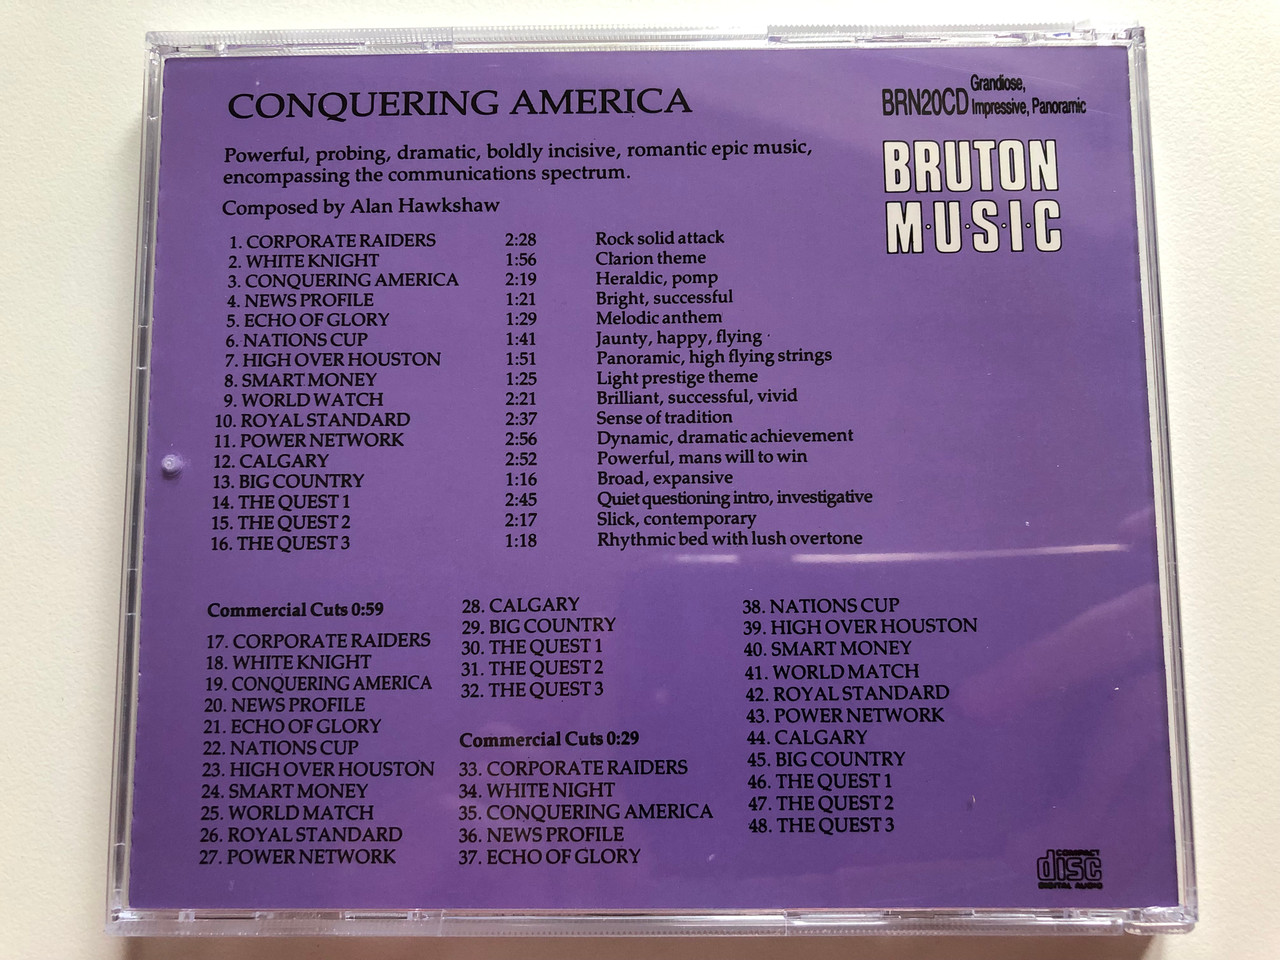 CONQUERING AMERICA
BRN20CD Grandiose,
Impressive, Panoramic
BRUTON
M·U·S·I·C
Powerful, probing, dramatic, boldly incisive, romantic epic music,
encompassing the communications spectrum.
Composed by Alan Hawkshaw
1. CORPORATE RAIDERS 2:28 Rock solid attack
2. WHITE KNIGHT 1:56 Clarion theme
3. CONQUERING AMERICA 2:19 Heraldic, pomp
4. NEWS PROFILE 1:21 Bright, successful
5. ECHO OF GLORY 1:29 Melodic anthem
6. NATIONS CUP 1:41 Jaunty, happy, flying
7. HIGH OVER HOUSTON 1:51 Panoramic, high flying strings
8. SMART MONEY 1:25 Light prestige theme
9. WORLD WATCH 2:21 Brilliant, successful, vivid
10. ROYAL STANDARD 2:37 Sense of tradition
11. POWER NETWORK 2:56 Dynamic, dramatic achievement
12. CALGARY 2:52 Powerful, mans will to win
13. BIG COUNTRY 1:16 Broad, expansive
14. THE QUEST 1 2:45 Quiet questioning intro, investigative
15. THE QUEST 2 2:17 Slick, contemporary
16. THE QUEST 3 1:18 Rhythmic bed with lush overtone
Commercial Cuts 0:59
17. CORPORATE RAIDERS
18. WHITE KNIGHT
19. CONQUERING AMERICA
20. NEWS PROFILE
21. ECHO OF GLORY
22. NATIONS CUP
23. HIGH OVER HOUSTON
24. SMART MONEY
25. WORLD MATCH
26. ROYAL STANDARD
27. POWER NETWORK
28. CALGARY
29. BIG COUNTRY
30. THE QUEST 1
31. THE QUEST 2
32. THE QUEST 3
Commercial Cuts 0:29
33. CORPORATE RAIDERS
34. WHITE NIGHT
35. CONQUERING AMERICA
36. NEWS PROFILE
37. ECHO OF GLORY
38. NATIONS CUP
39. HIGH OVER HOUSTON
40. SMART MONEY
41. WORLD MATCH
42. ROYAL STANDARD
43. POWER NETWORK
44. CALGARY
45. BIG COUNTRY
46. THE QUEST 1
47. THE QUEST 2
48. THE QUEST 3
COMPACT
disc
DIGITAL AUDIO